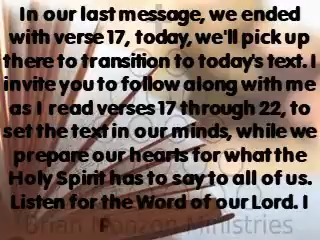 In our last message, we ended
with verse 17, today, we'll pick up
there to transition to today's text. I
invite you to follow along with me
as I read verses 17 through 22, to
set the text in our minds, while we
prepare our hearts for what the
Holy Spirit has to say to all of us.
Listen for the Word of our Lord. I
P
Brian Monzon Ministries